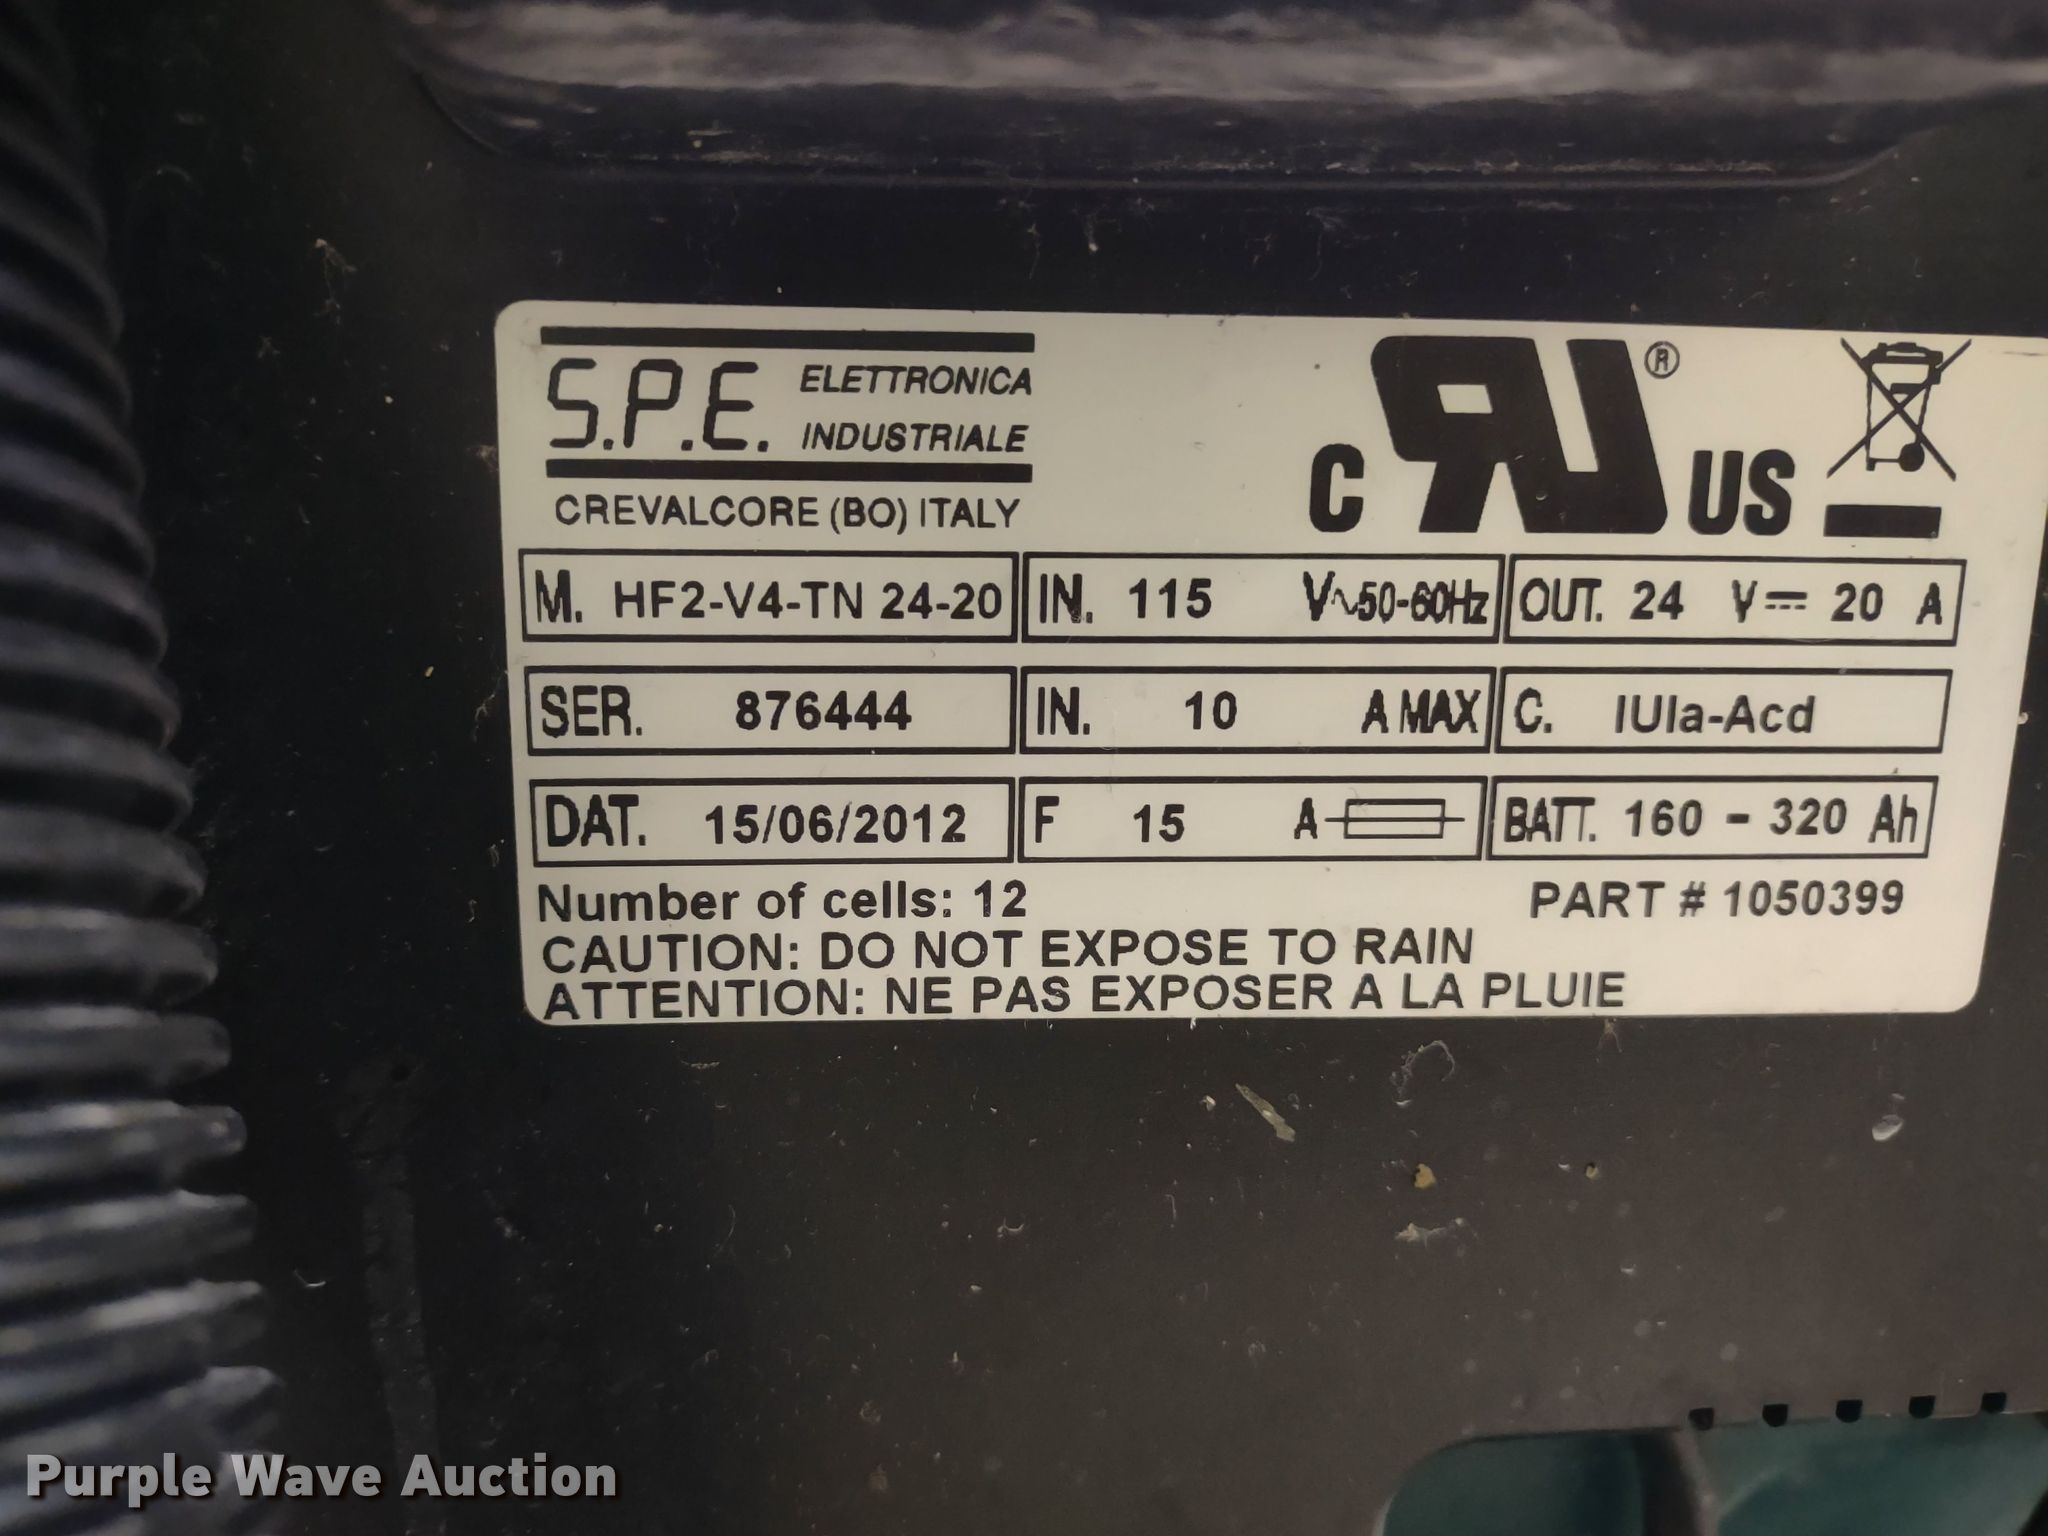 S.P.E. ELETTRONICA
INDUSTRIALE
CREVALCORE (BO) ITALY
C RU ® US
M. HF2-V4-TN 24-20 IN. 115 V~50-60Hz OUT. 24 V⎓ 20 A
SER. 876444 IN. 10 A MAX C. IUIa-Acd
DAT. 15/06/2012 F 15 A BATT. 160 - 320 Ah
Number of cells: 12 PART # 1050399
CAUTION: DO NOT EXPOSE TO RAIN
ATTENTION: NE PAS EXPOSER A LA PLUIE
Purple Wave Auction